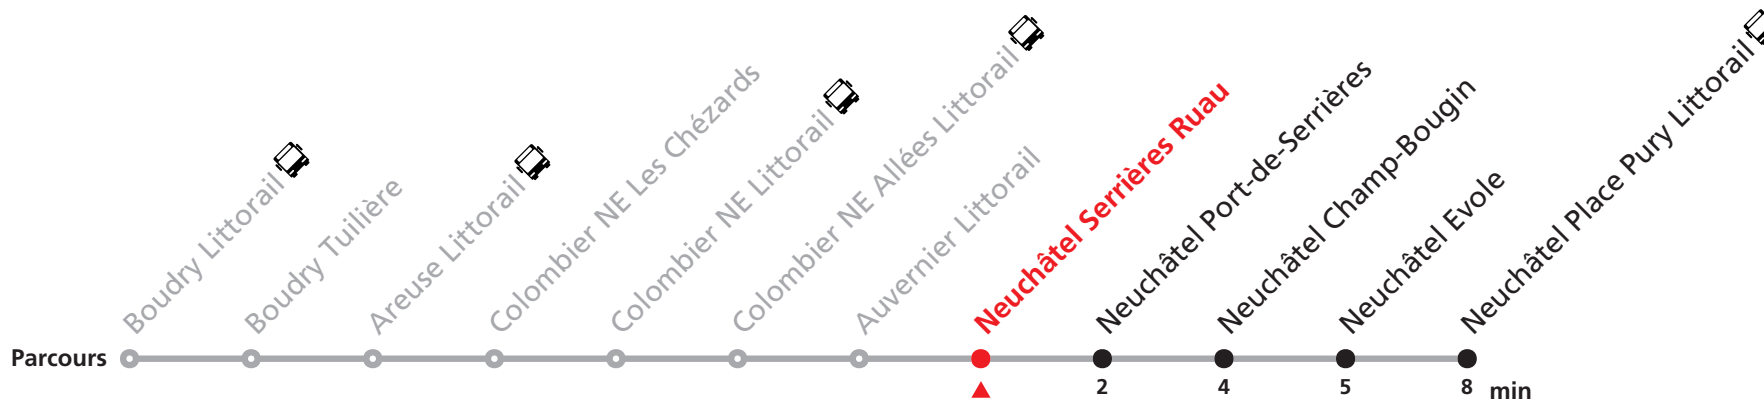 Boudry Littorail
Boudry Tuilière
Areuse Littorail
Colombier NE Les Chézards
Colombier NE Littorail
Colombier NE Allées Littorail
Auvernier Littorail
Neuchâtel Serrières Ruau
Neuchâtel Port-de-Serrières
Neuchâtel Champ-Bougin
Neuchâtel Evole
Neuchâtel Place Pury Littorail
Parcours
2 4 5 8 min